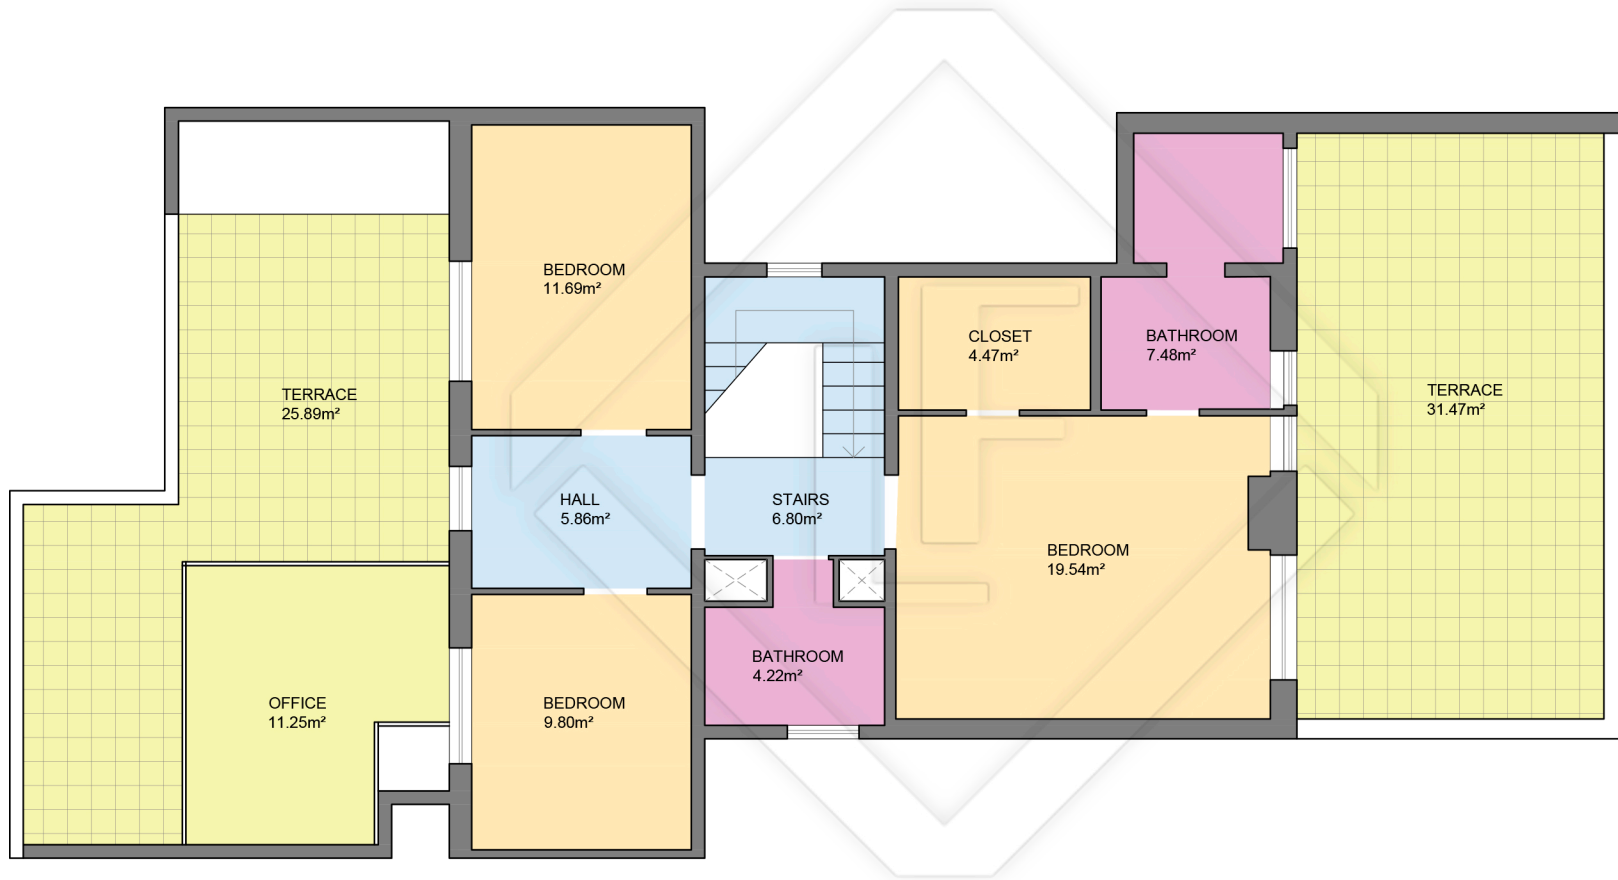 BEDROOM
11.69m²
CLOSET
4.47m²
BATHROOM
7.48m²
TERRACE
25.89m²
TERRACE
31.47m²
HALL
5.86m²
STAIRS
6.80m²
BEDROOM
19.54m²
BATHROOM
4.22m²
OFFICE
11.25m²
BEDROOM
9.80m²